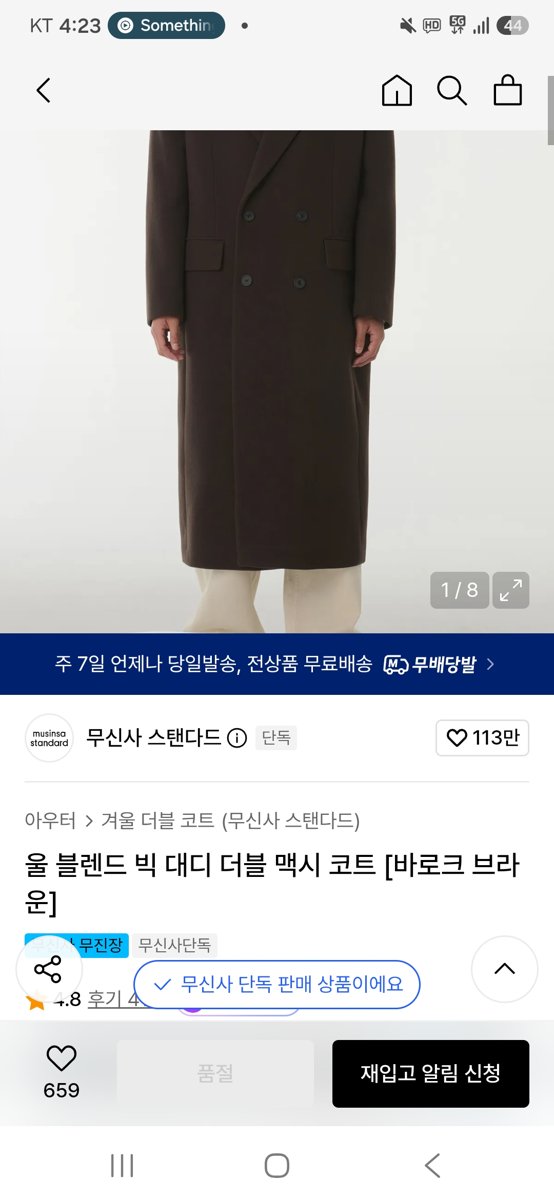 KT 4:23 Somethin
HD 5G 44
1 / 8
주 7일 언제나 당일발송, 전상품 무료배송 무배당발
musinsa
standard
무신사 스탠다드 단독 113만
아우터 > 겨울 더블 코트 (무신사 스탠다드)
울 블렌드 빅 대디 더블 맥시 코트 [바로크 브라
운]
무진장 무신사단독
무신사 단독 판매 상품이에요
4.8 후기
659 품절 재입고 알림 신청